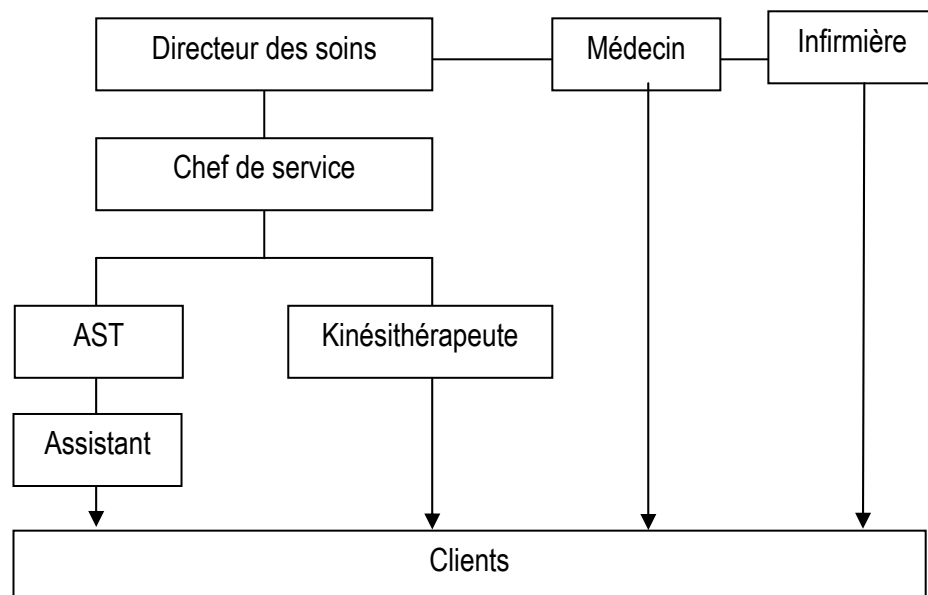 Directeur des soins
Médecin
Infirmière
Chef de service
AST
Kinésithérapeute
Assistant
Clients